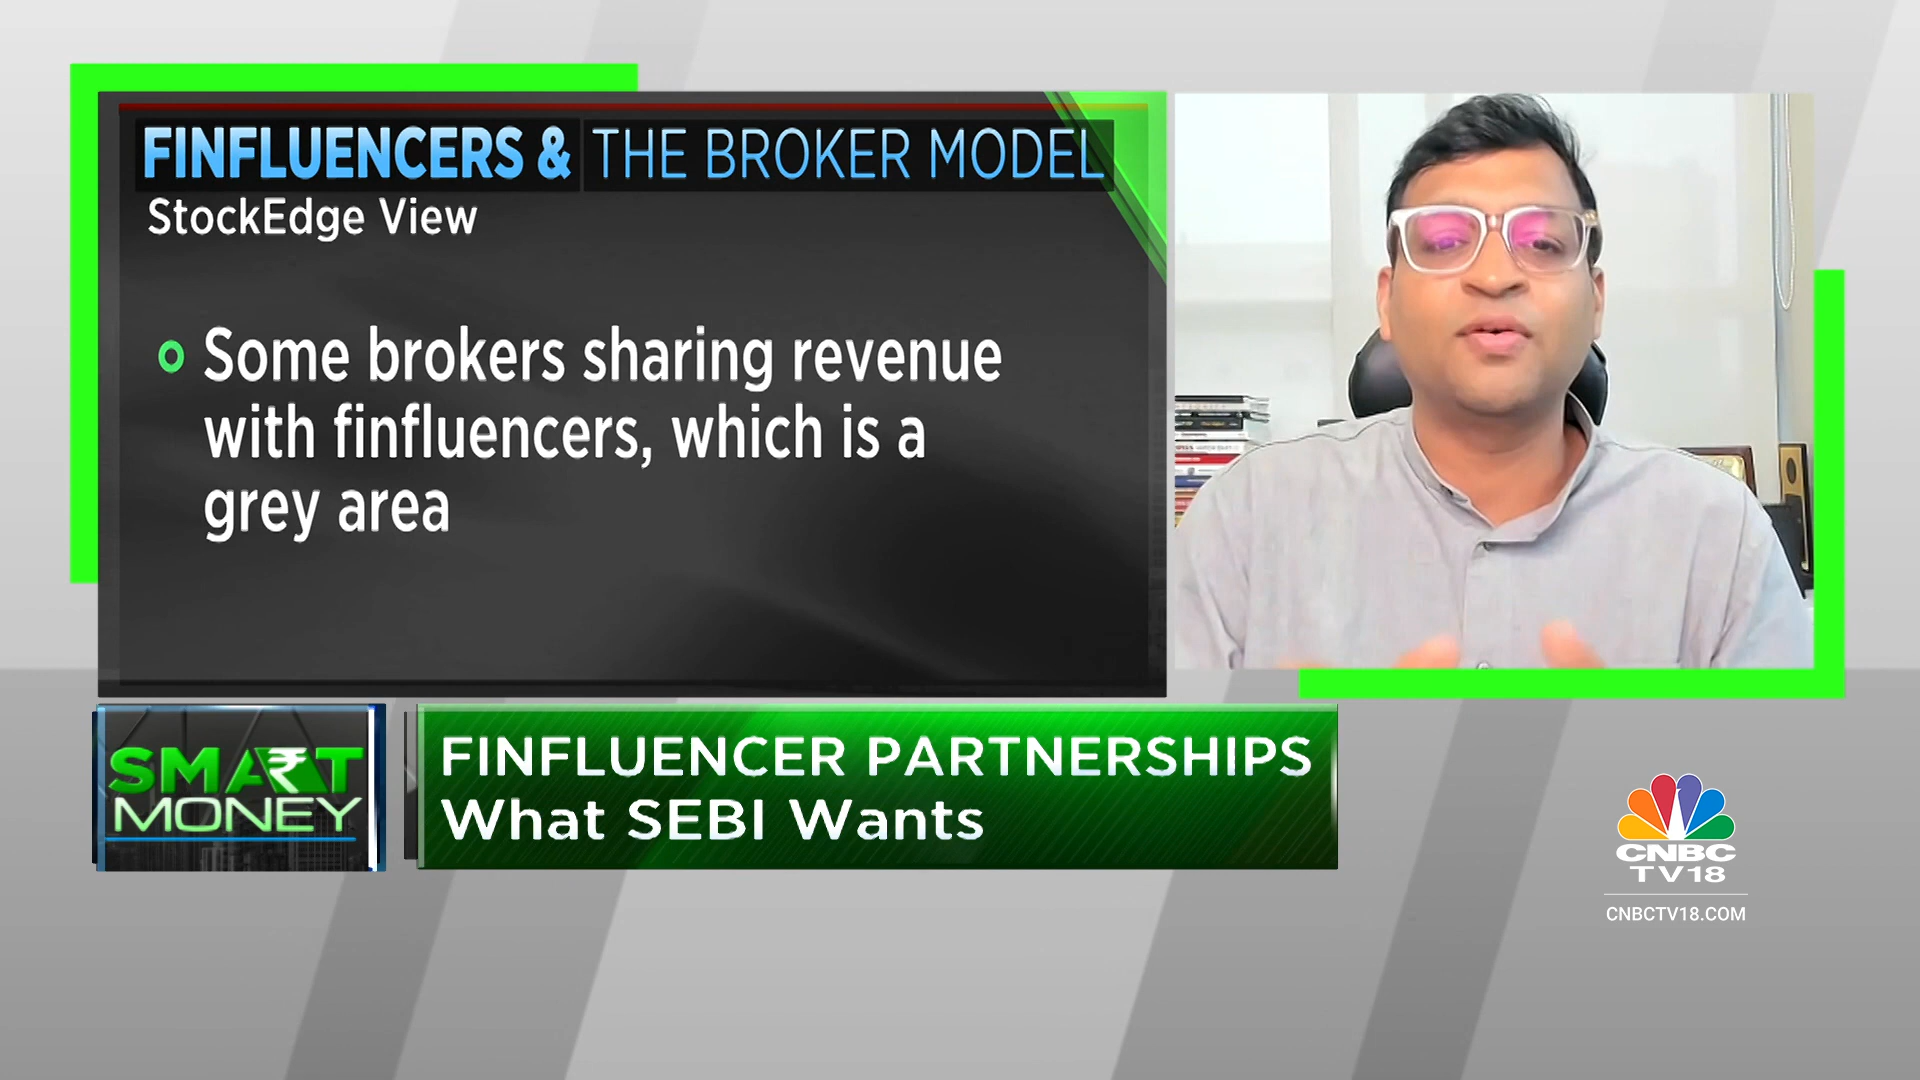 FINFLUENCERS & THE BROKER MODEL
StockEdge View
Some brokers sharing revenue
with finfluencers, which is a
grey area
SMA₹T
MONEY
FINFLUENCER PARTNERSHIPS
What SEBI Wants
CNBC
TV18
CNBCTV18.COM